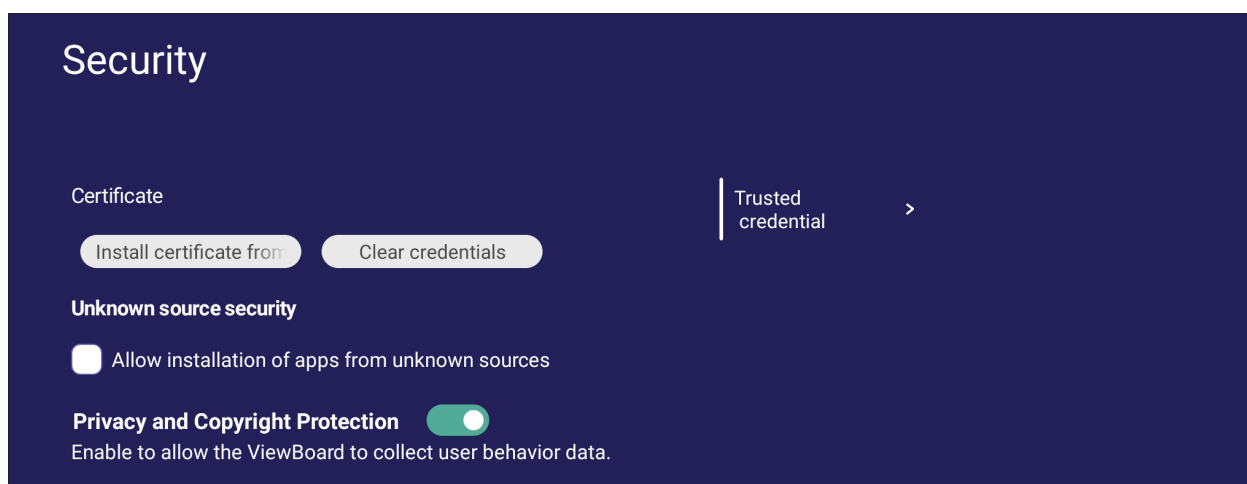 Security
Certificate
Install certificate from
Clear credentials
Trusted
credential
Unknown source security
Allow installation of apps from unknown sources
Privacy and Copyright Protection
Enable to allow the ViewBoard to collect user behavior data.